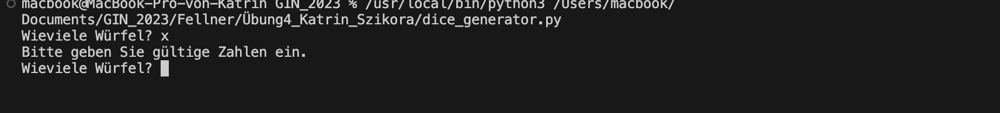 macbook@MacBook-Pro-von-Katrin GIN_2023 % /usr/local/bin/python3 /Users/macbook/
Documents/GIN_2023/Fellner/Übung4_Katrin_Szikora/dice_generator.py
Wieviele Würfel? x
Bitte geben Sie gültige Zahlen ein.
Wieviele Würfel?